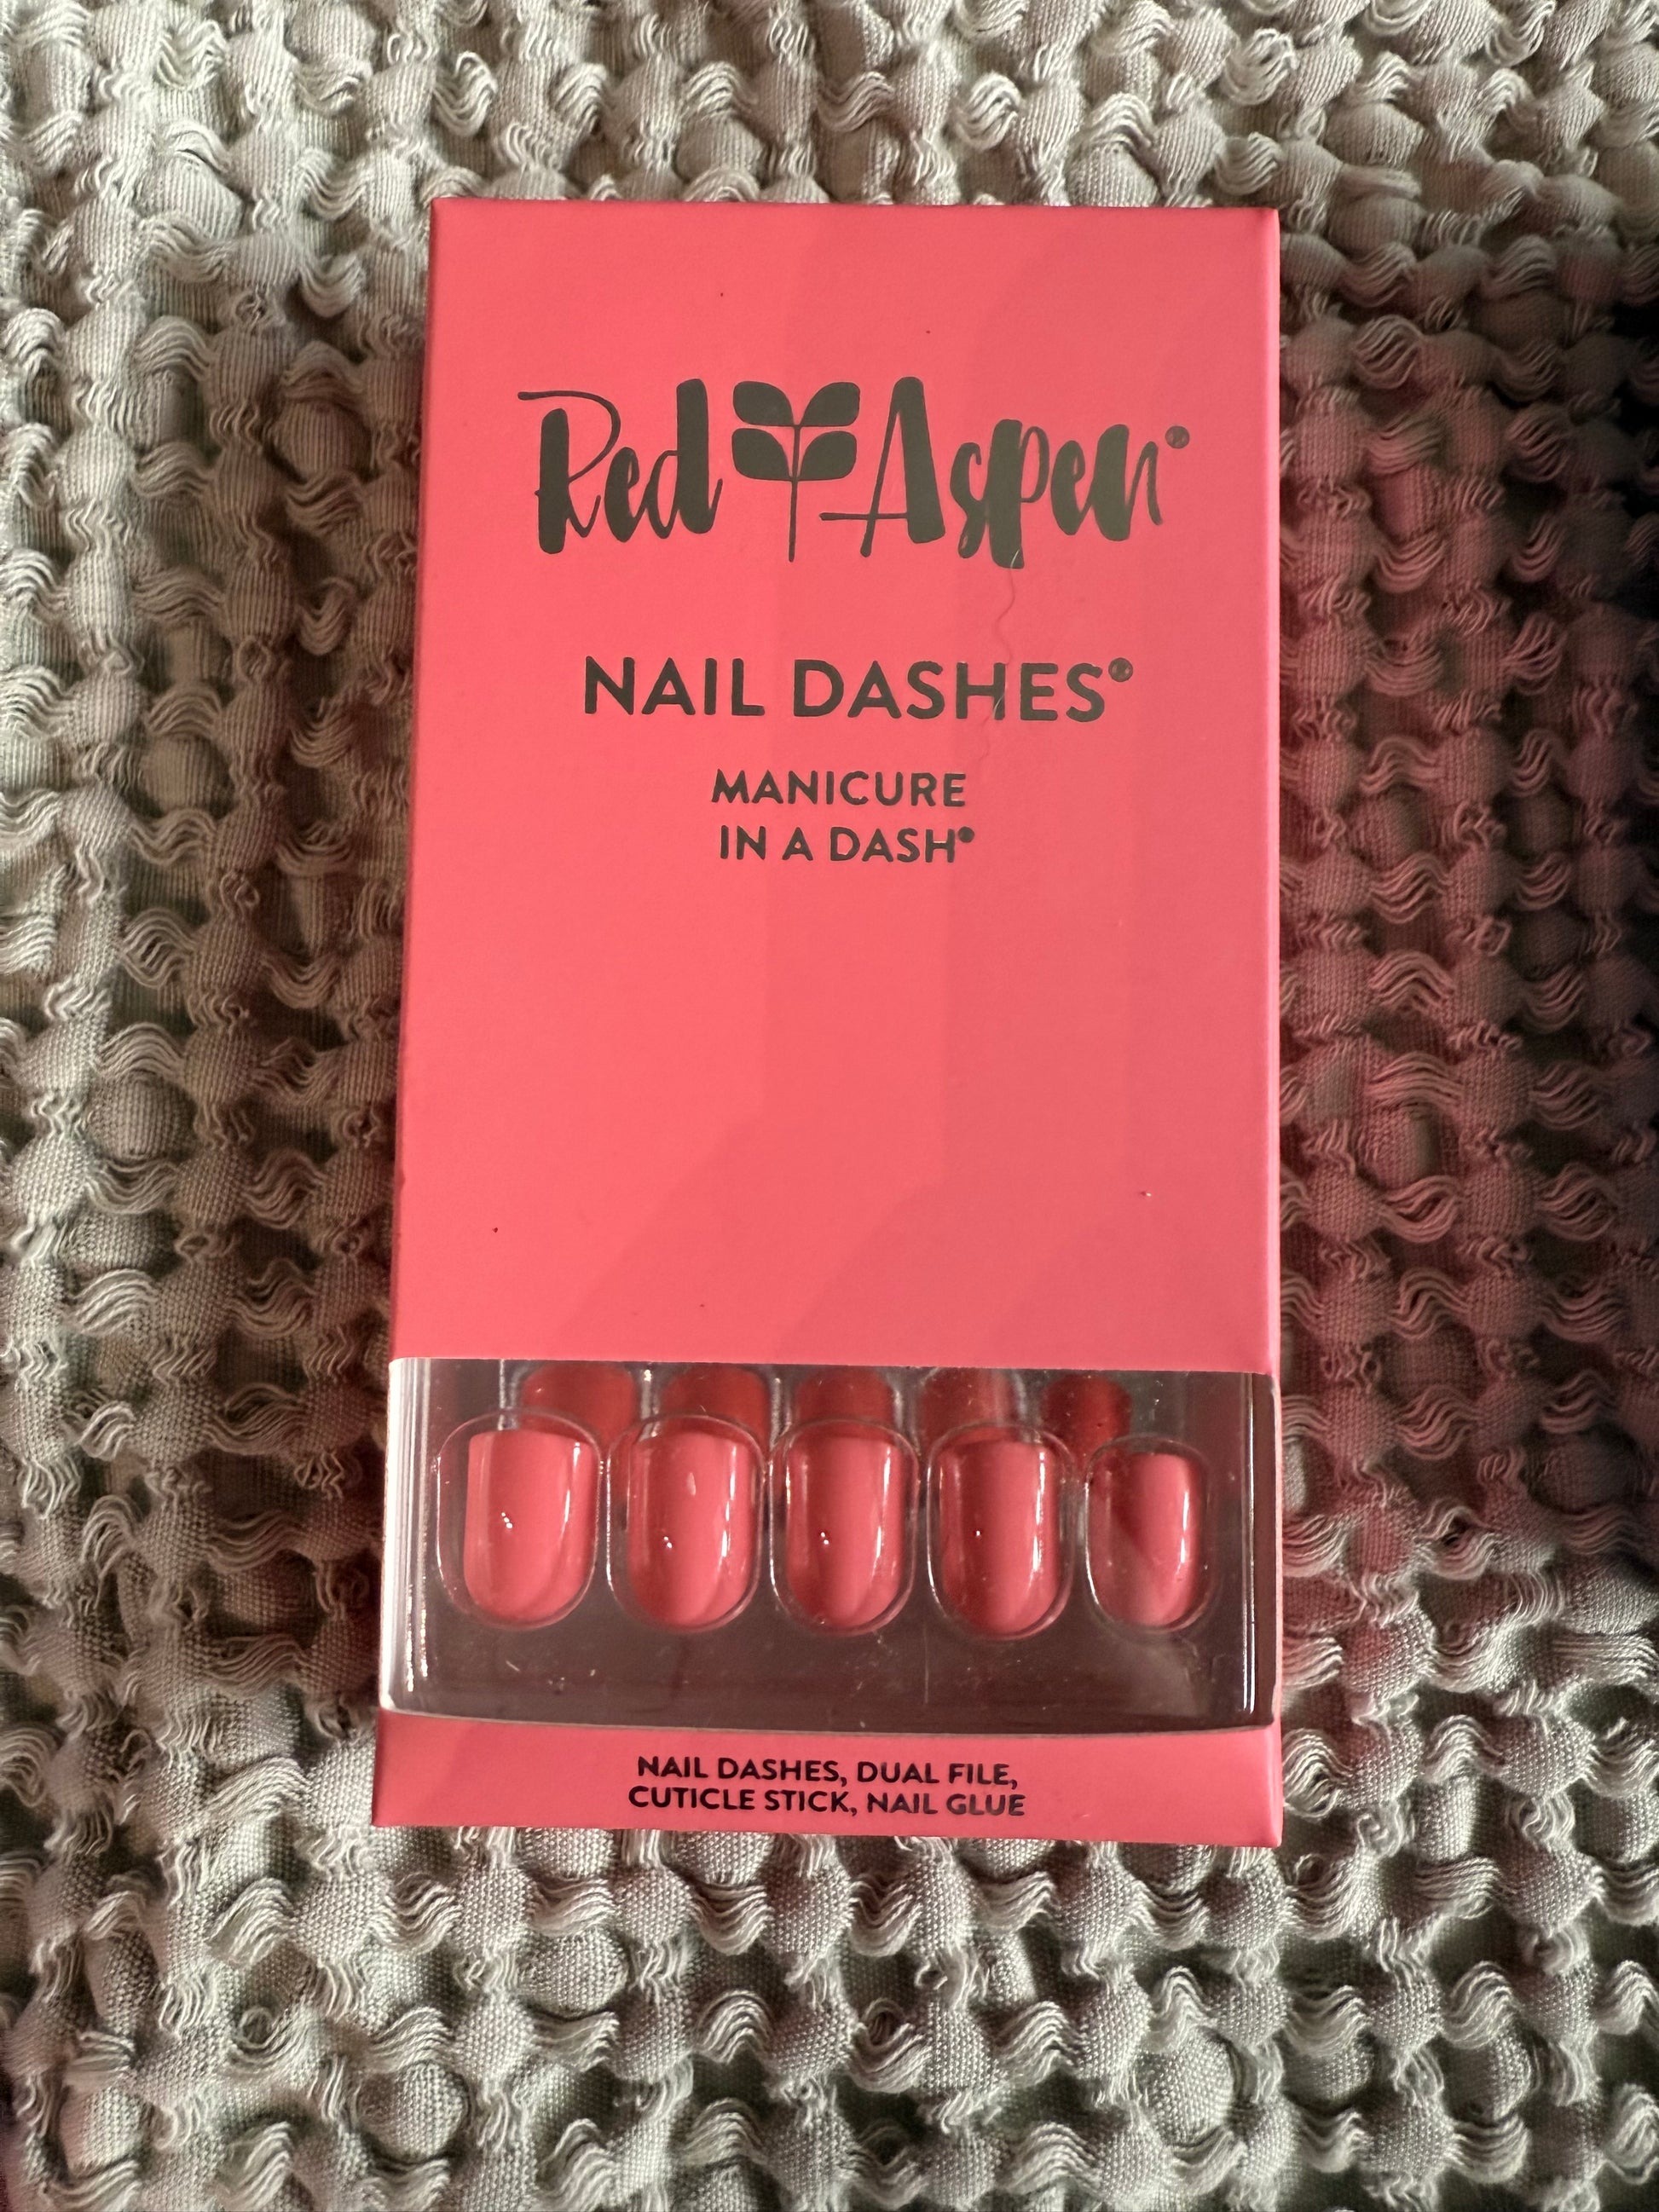 Red Aspen®
NAIL DASHES®
MANICURE
IN A DASH®
NAIL DASHES, DUAL FILE,
CUTICLE STICK, NAIL GLUE